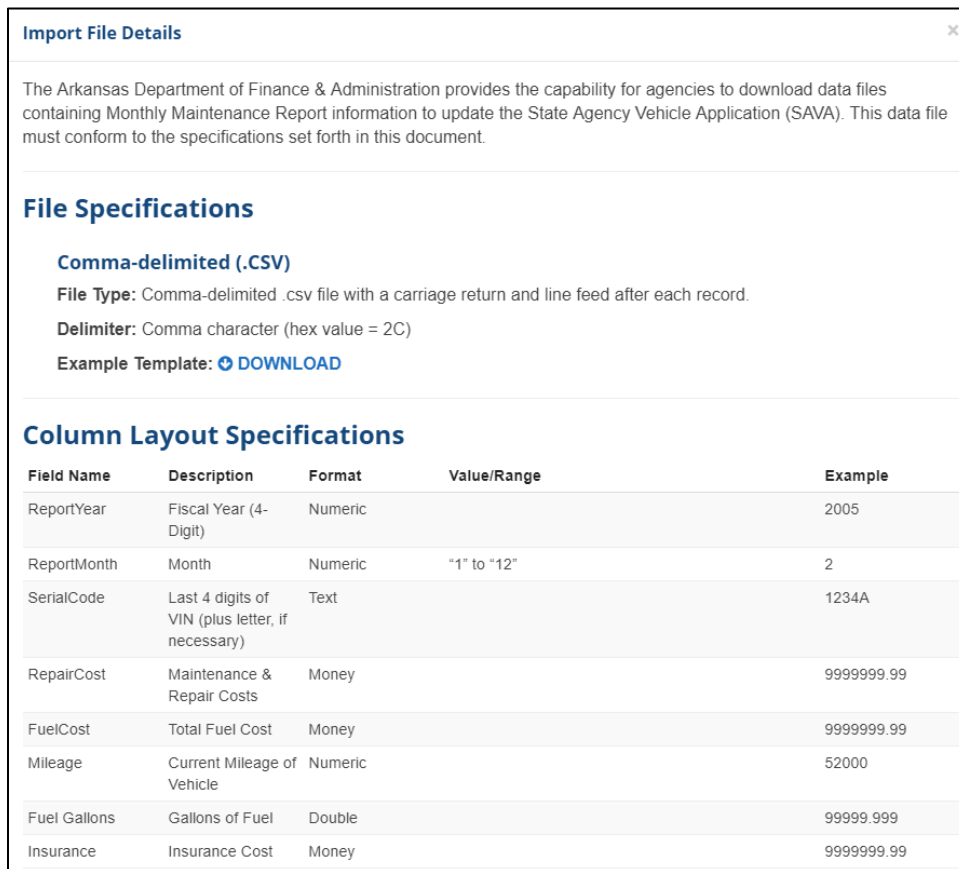 Import File Details ×
The Arkansas Department of Finance & Administration provides the capability for agencies to download data files
containing Monthly Maintenance Report information to update the State Agency Vehicle Application (SAVA). This data file
must conform to the specifications set forth in this document.
File Specifications
Comma-delimited (.CSV)
File Type: Comma-delimited .csv file with a carriage return and line feed after each record.
Delimiter: Comma character (hex value = 2C)
Example Template: DOWNLOAD
Column Layout Specifications
Field Name Description Format Value/Range Example
ReportYear Fiscal Year (4- Numeric 2005
Digit)
ReportMonth Month Numeric "1" to "12" 2
SerialCode Last 4 digits of Text 1234A
VIN (plus letter, if
necessary)
RepairCost Maintenance & Money 9999999.99
Repair Costs
FuelCost Total Fuel Cost Money 9999999.99
Mileage Current Mileage of Numeric 52000
Vehicle
Fuel Gallons Gallons of Fuel Double 99999.999
Insurance Insurance Cost Money 9999999.99